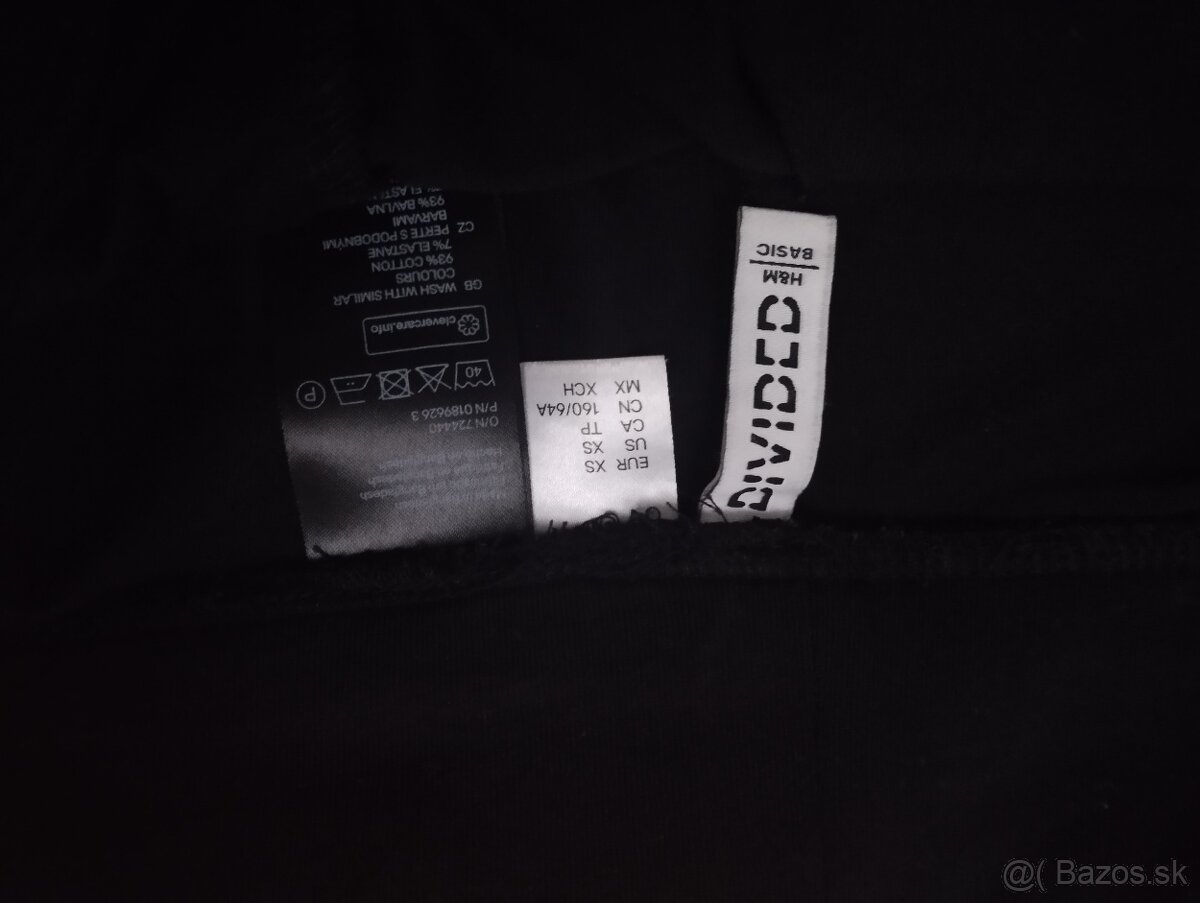 DIVIDED
H&M
BASIC
EUR XS
US XS
CA TP
CN 160/64A
MX XCH
O/N 724440
P/N 0189626 3
40
P
clevercare.info
GB WASH WITH SIMILAR
COLOURS
93% COTTON
7% ELASTANE
CZ PERTE S PODOBNÝMI
BARVAMI
93% BAVLNA
@( Bazos.sk